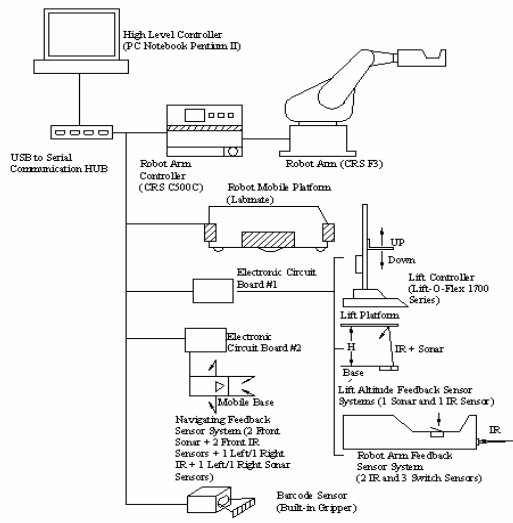 High Level Controller
(PC Notebook Pentium II)
USB to Serial
Communication HUB
Robot Arm
Controller
(CRS C500C)
Robot Arm (CRS F3)
Robot Mobile Platform
(Labmate)
UP
Down
Electronic Circuit
Board #1
Lift Controller
(Lift-O-Flex 1700
Series)
Lift Platform
H
IR + Sonar
Base
Electronic
Circuit Board #2
Mobile Base
Lift Altitude Feedback Sensor
Systems (1 Sonar and 1 IR Sensor)
Navigating Feedback
Sensor System (2 Front
Sonar + 2 Front IR
Sensors + 1 Left/1 Right
IR + 1 Left/1 Right Sonar
Sensors)
IR
Robot Arm Feedback
Sensor System
(2 IR and 3 Switch Sensors)
Barcode Sensor
(Built-in Gripper)